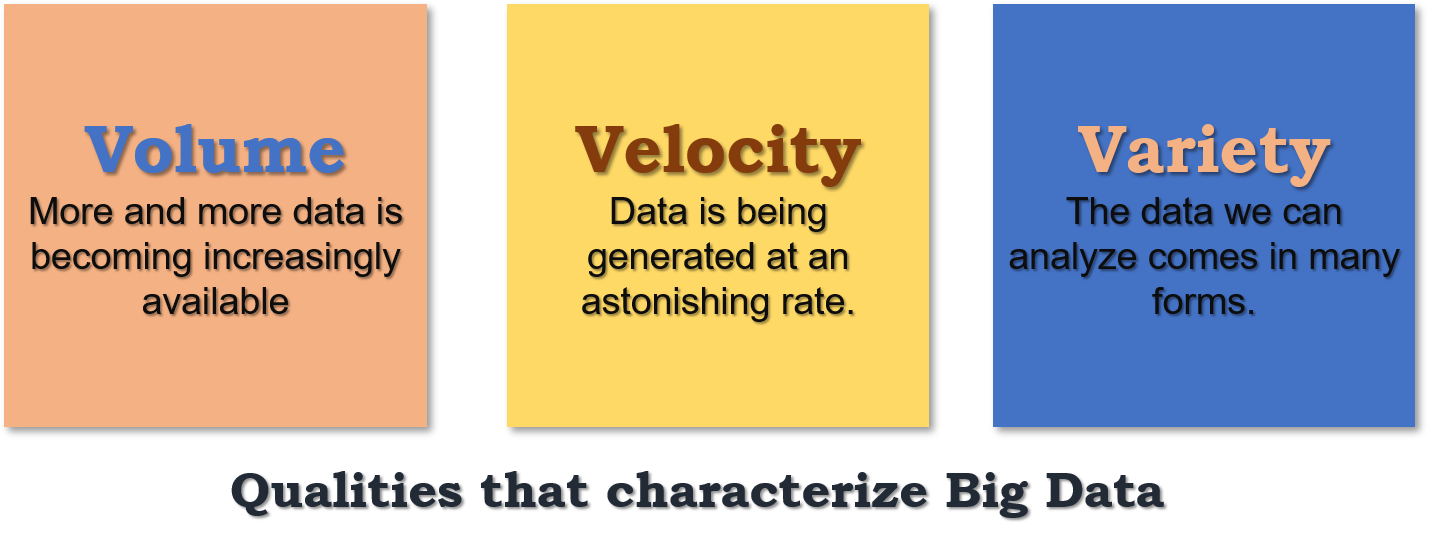 Volume
More and more data is
becoming increasingly
available
Velocity
Data is being
generated at an
astonishing rate.
Variety
The data we can
analyze comes in many
forms.
Qualities that characterize Big Data